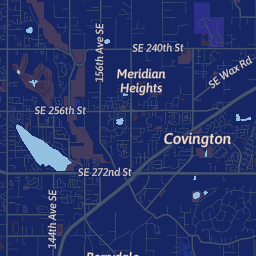 156th Ave SE
SE 240th St
Meridian
Heights
SE Wax Rd
SE 256th St
Covington
SE 272nd St
144th Ave SE
Berrydale